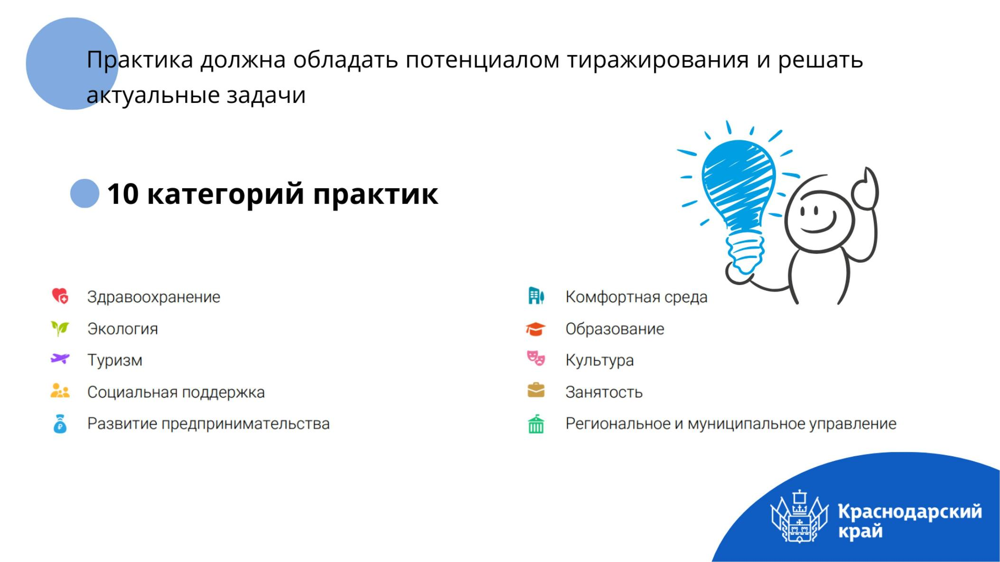 Практика должна обладать потенциалом тиражирования и решать
актуальные задачи
10 категорий практик
Здравоохранение
Экология
Туризм
Социальная поддержка
Развитие предпринимательства
Комфортная среда
Образование
Культура
Занятость
Региональное и муниципальное управление
Краснодарский
край